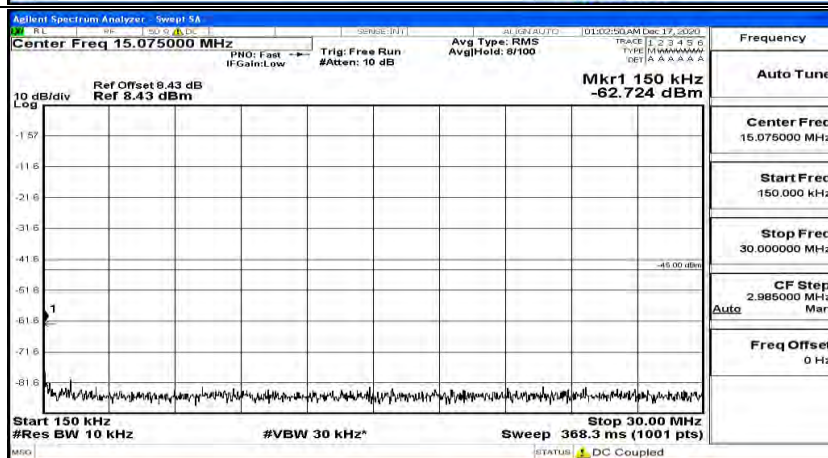 Agilent Spectrum Analyzer - Swept SA
RL RF 50 Ω DC SENSE:INT ALIGN AUTO 01:02:50 AM Dec 17, 2020
Center Freq 15.075000 MHz
PNO: Fast
IFGain:Low
Trig: Free Run
#Atten: 10 dB
Avg Type: RMS
Avg|Hold: 8/100
TRACE 1 2 3 4 5 6
TYPE M W W W W W
DET A A A A A A
Ref Offset 8.43 dB
Ref 8.43 dBm
10 dB/div
Log
Mkr1 150 kHz
-62.724 dBm
-1.57
-11.6
-21.6
-31.6
-41.6
-45.00 dBm
-51.6
1
-61.6
-71.6
-81.6
Start 150 kHz
Stop 30.00 MHz
#Res BW 10 kHz
#VBW 30 kHz*
Sweep 368.3 ms (1001 pts)
MSG
STATUS DC Coupled
Frequency
Auto Tune
Center Freq
15.075000 MHz
Start Freq
150.000 kHz
Stop Freq
30.000000 MHz
CF Step
2.985000 MHz
Auto Man
Freq Offset
0 Hz